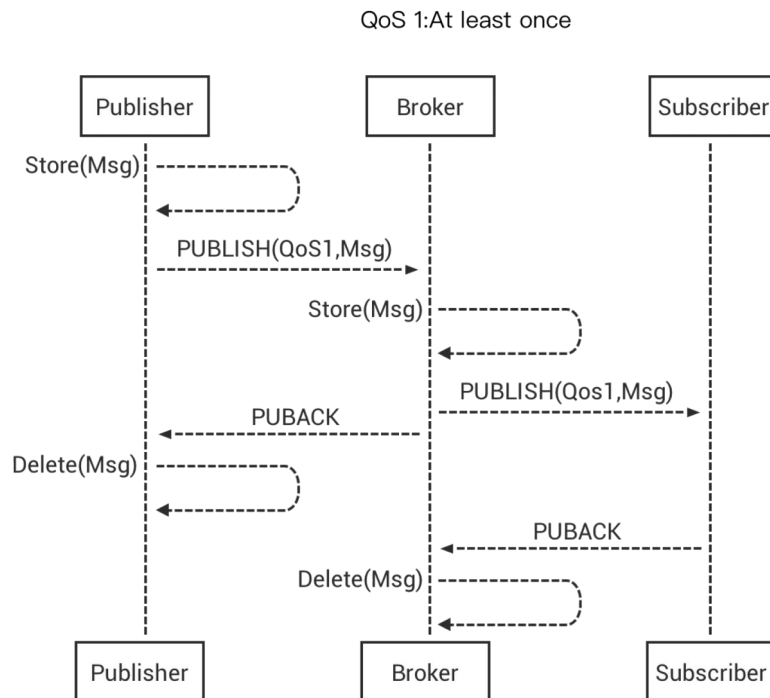 QoS 1:At least once
Publisher
Broker
Subscriber
Store(Msg)
PUBLISH(QoS1,Msg)
Store(Msg)
PUBLISH(Qos1,Msg)
PUBACK
Delete(Msg)
PUBACK
Delete(Msg)
Publisher
Broker
Subscriber